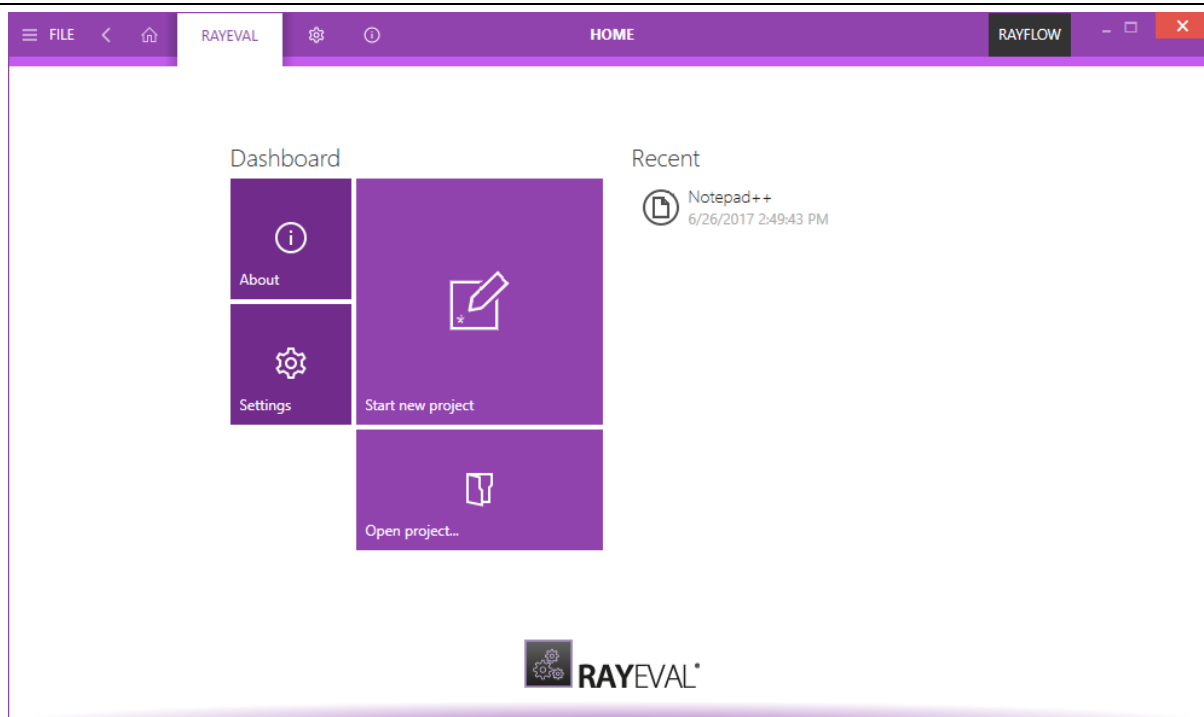 FILE
RAYEVAL
HOME
RAYFLOW
Dashboard
About
Settings
Start new project
Open project...
Recent
Notepad++
6/26/2017 2:49:43 PM
RAYEVAL®